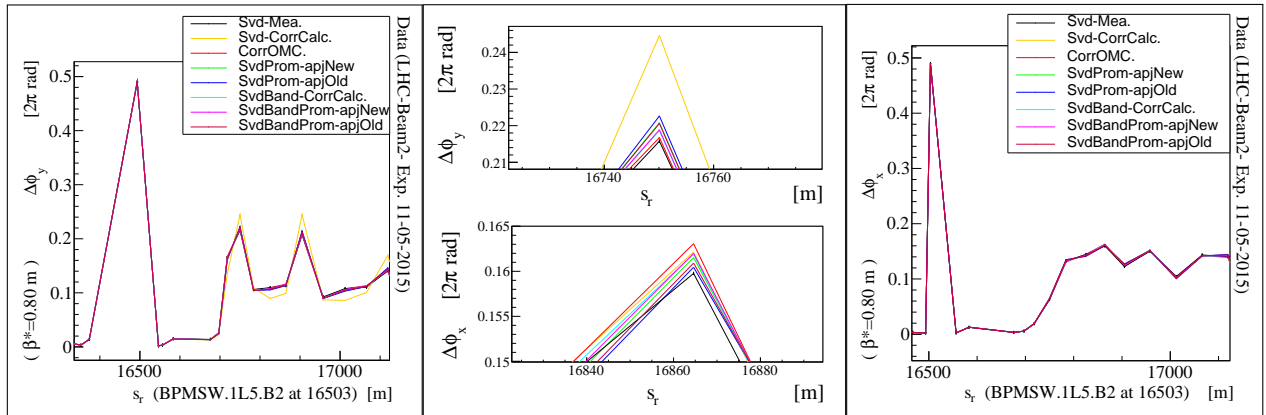 Svd-Mea.
Svd-CorrCalc.
CorrOMC.
SvdProm-apjNew
SvdProm-apjOld
SvdBand-CorrCalc.
SvdBandProm-apjNew
SvdBandProm-apjOld
Data (LHC-Beam2- Exp. 11-05-2015)
( β*=0.80 m ) Δϕy [2π rad]
0.5
0.4
0.3
0.2
0.1
0
16500 17000
sr (BPMSW.1L5.B2 at 16503) [m]
Δϕy [2π rad]
0.24
0.23
0.22
0.21
16740 16760
sr [m]
Δϕx [2π rad]
0.165
0.16
0.155
0.15
16840 16860 16880
sr [m]
Svd-Mea.
Svd-CorrCalc.
CorrOMC.
SvdProm-apjNew
SvdProm-apjOld
SvdBand-CorrCalc.
SvdBandProm-apjNew
SvdBandProm-apjOld
Data (LHC-Beam2- Exp. 11-05-2015)
( β*=0.80 m ) Δϕx [2π rad]
0.5
0.4
0.3
0.2
0.1
0
16500 17000
sr (BPMSW.1L5.B2 at 16503) [m]